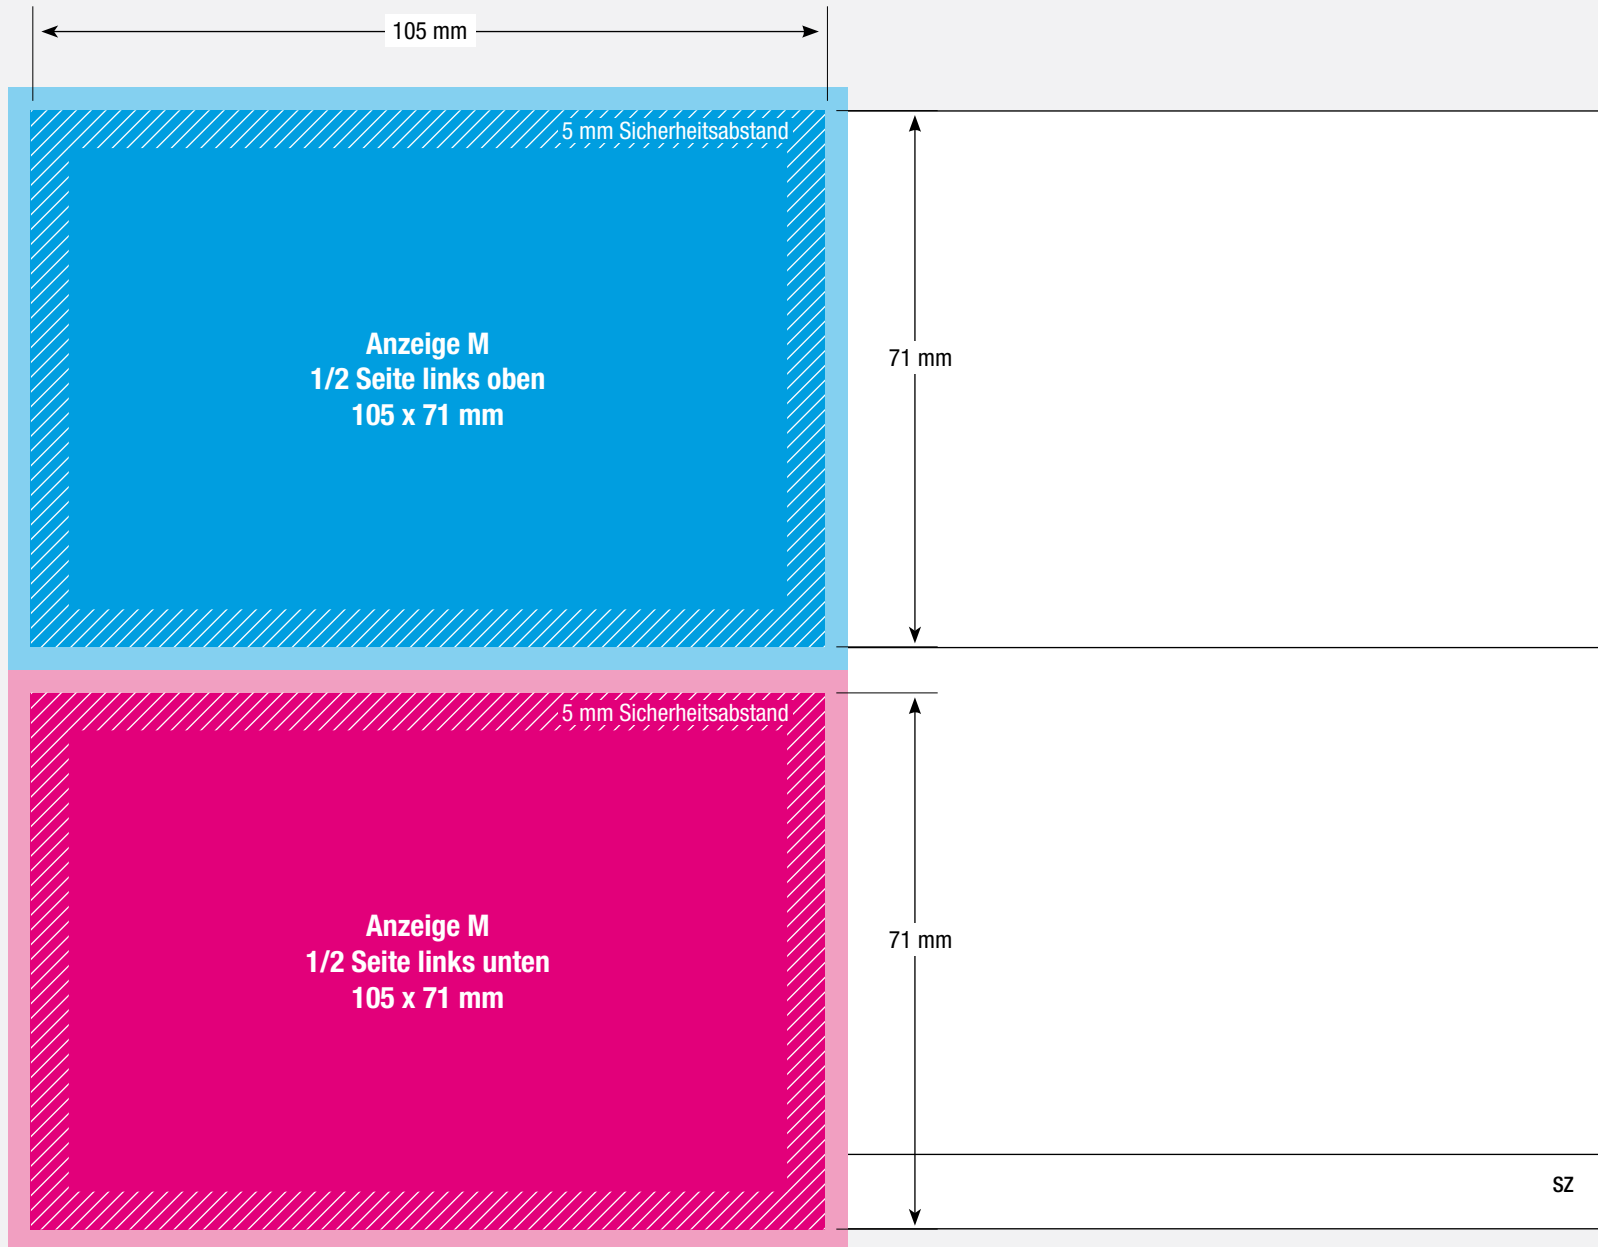 105 mm
5 mm Sicherheitsabstand
Anzeige M
1/2 Seite links oben
105 x 71 mm
71 mm
5 mm Sicherheitsabstand
Anzeige M
1/2 Seite links unten
105 x 71 mm
71 mm
SZ